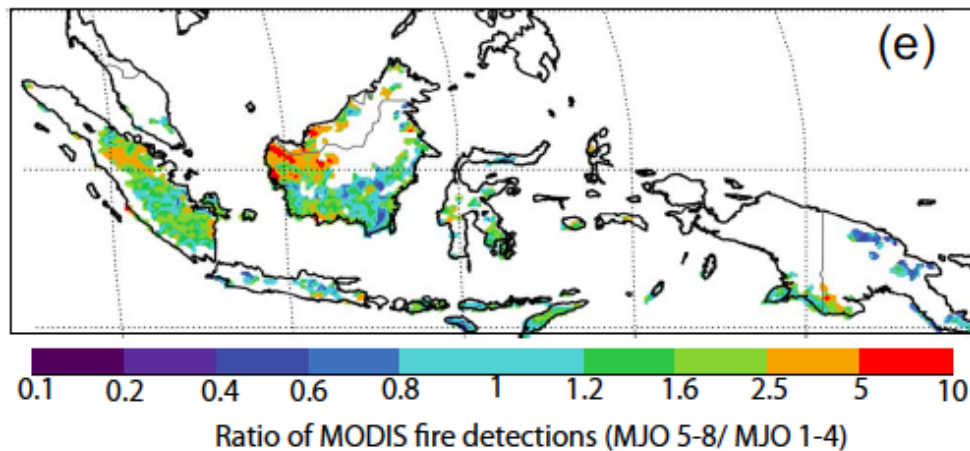 (e)
0.1 0.2 0.4 0.6 0.8 1 1.2 1.6 2.5 5 10
Ratio of MODIS fire detections (MJO 5-8/ MJO 1-4)